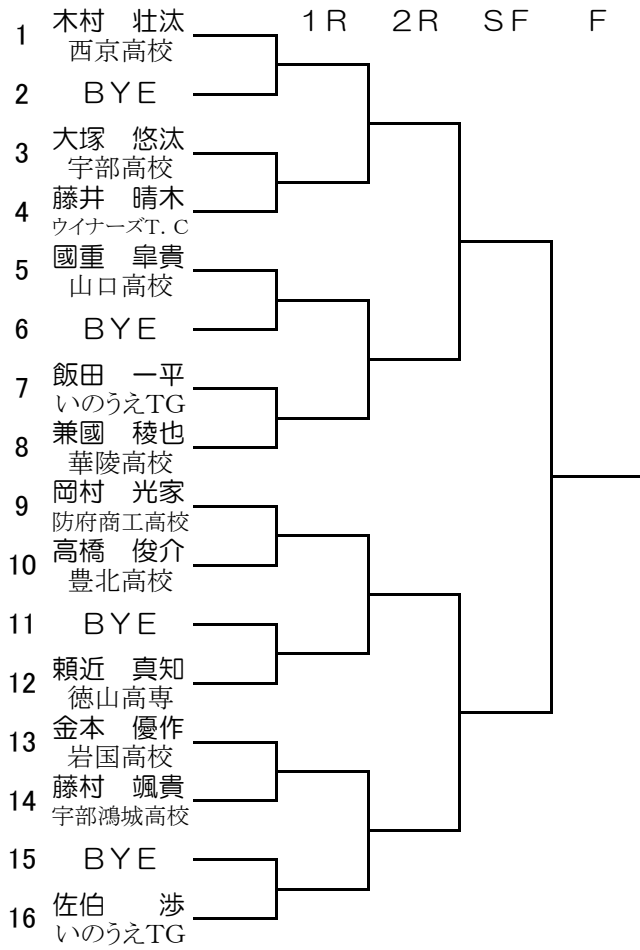 1R 2R SF F
1 木村 壮汰
西京高校
2 BYE
3 大塚 悠汰
宇部高校
4 藤井 晴木
ウイナーズT.C
5 國重 皐貴
山口高校
6 BYE
7 飯田 一平
いのうえTG
8 兼國 稜也
華陵高校
9 岡村 光家
防府商工高校
10 高橋 俊介
豊北高校
11 BYE
12 頼近 真知
徳山高専
13 金本 優作
岩国高校
14 藤村 颯貴
宇部鴻城高校
15 BYE
16 佐伯 渉
いのうえTG